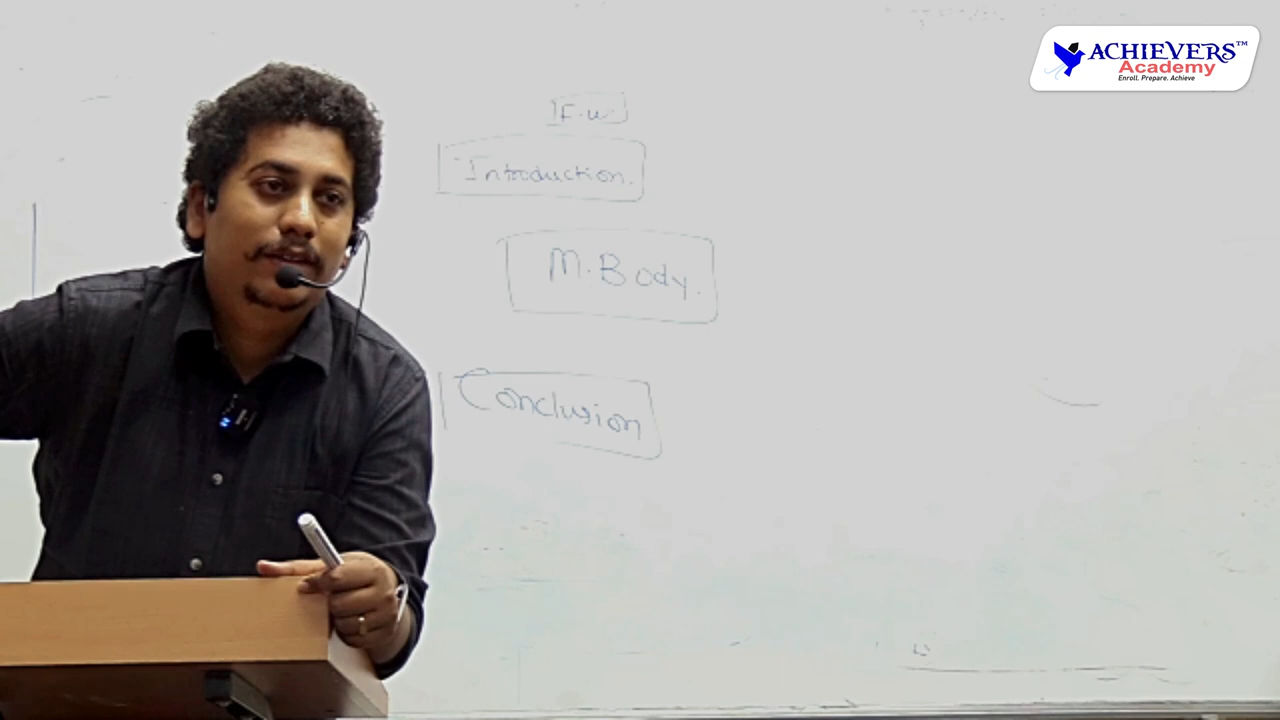 ACHIEVERS™
Academy
Enroll. Prepare. Achieve
F.W
Introduction.
M.Body.
Conclusion